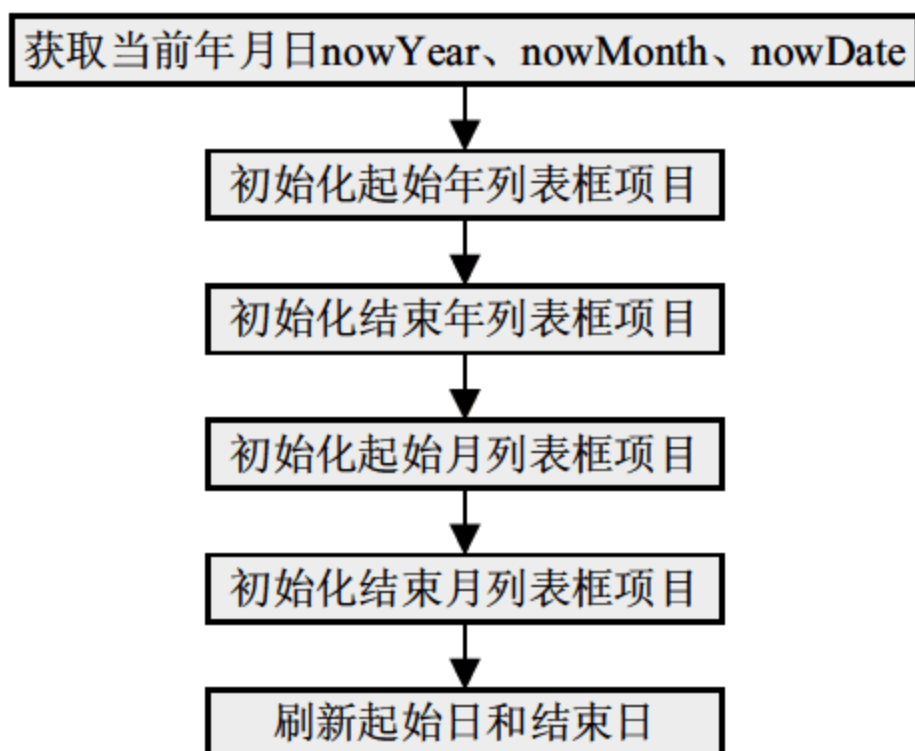 获取当前年月日nowYear、nowMonth、nowDate
初始化起始年列表框项目
初始化结束年列表框项目
初始化起始月列表框项目
初始化结束月列表框项目
刷新起始日和结束日